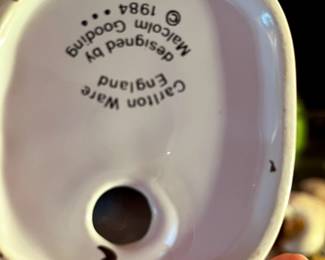 Carlton Ware
England
designed by
Malcolm Gooding
© 1984 •••